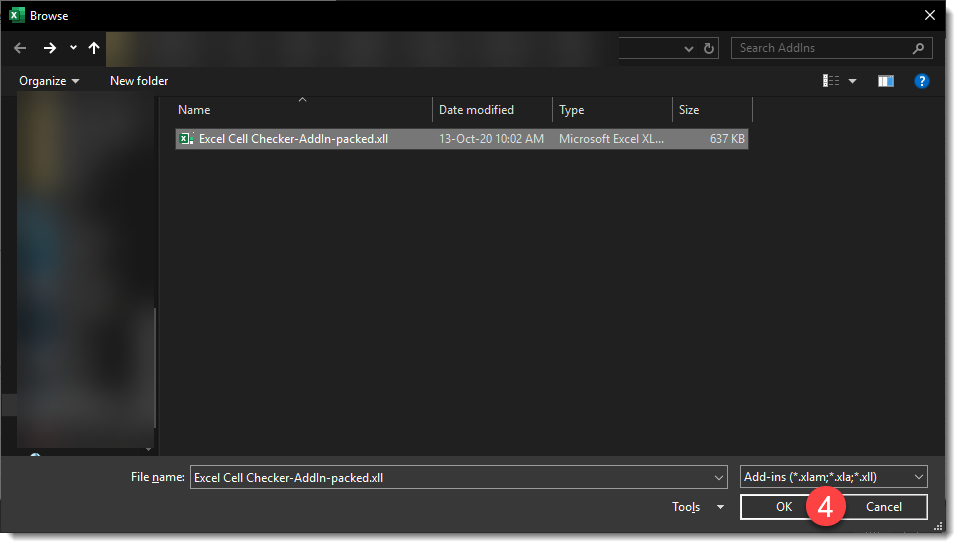 Browse
Search AddIns
Organize New folder
Name Date modified Type Size
Excel Cell Checker-AddIn-packed.xll 13-Oct-20 10:02 AM Microsoft Excel XL... 637 KB
File name: Excel Cell Checker-AddIn-packed.xll Add-ins (*.xlam;*.xla;*.xll)
Tools OK 4 Cancel